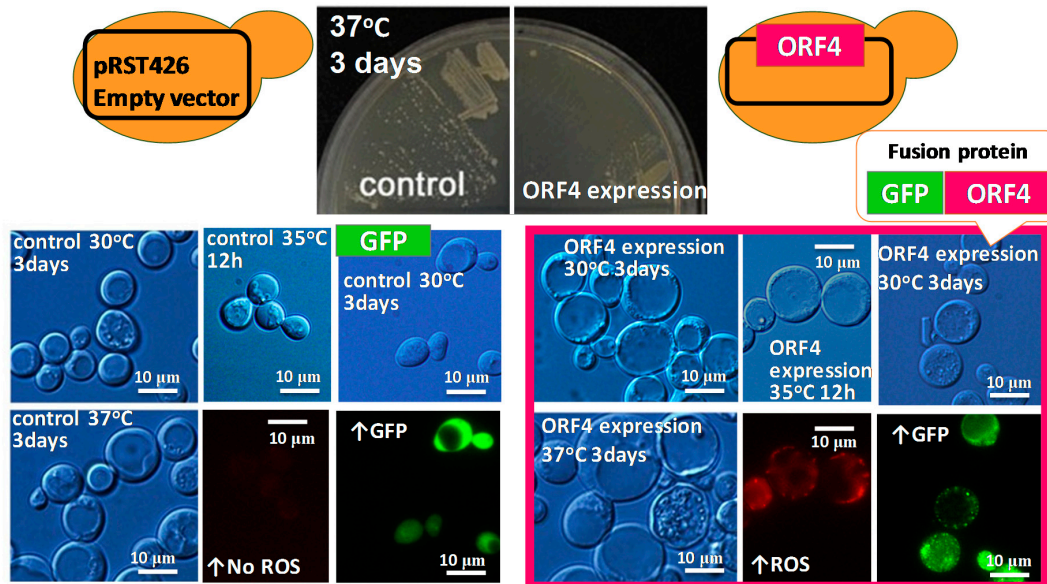 pRST426
Empty vector
37°C
3 days
control
ORF4 expression
ORF4
Fusion protein
GFP ORF4
control 30°C
3days
10 µm
control 35°C
12h
10 µm
GFP
control 30°C
3days
10 µm
control 37°C
3days
10 µm
10 µm
↑No ROS
↑GFP
10 µm
ORF4 expression
30°C 3days
10 µm
10 µm
ORF4
expression
35°C 12h
ORF4 expression
30°C 3days
10 µm
ORF4 expression
37°C 3days
10 µm
10 µm
↑ROS
↑GFP
10 µm